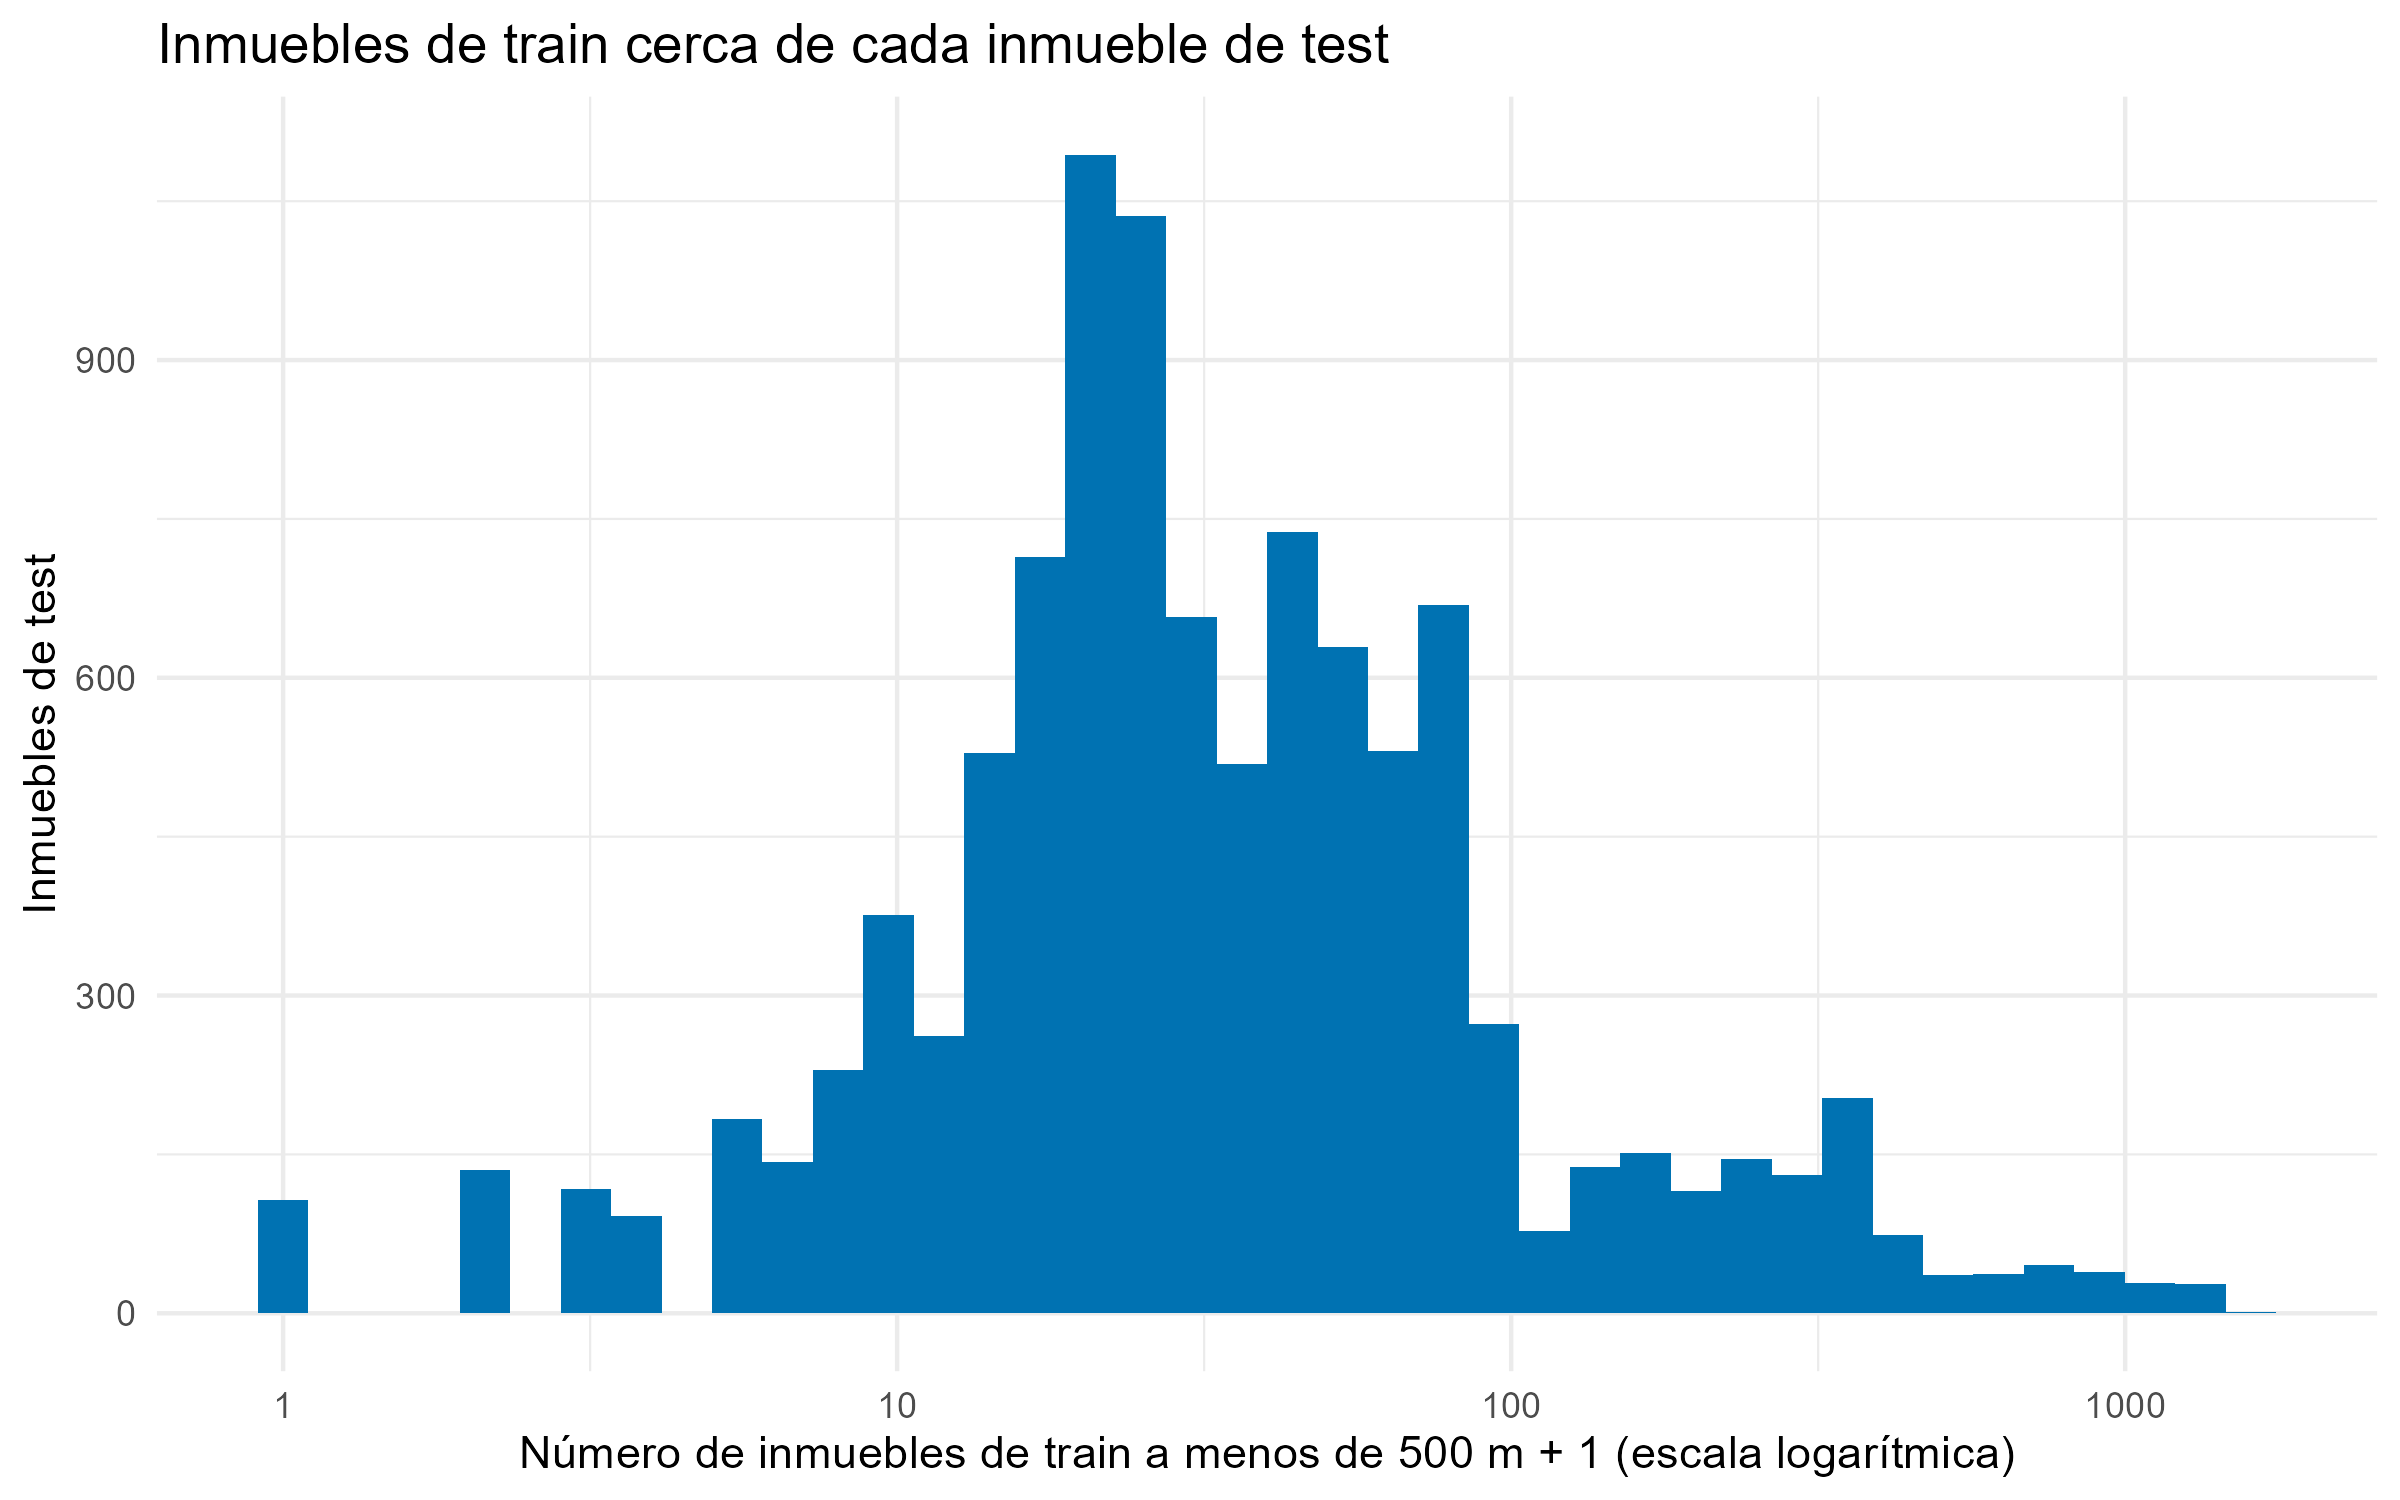 Inmuebles de train cerca de cada inmueble de test
Inmuebles de test
900
600
300
0
1
10
100
1000
Número de inmuebles de train a menos de 500 m + 1 (escala logarítmica)